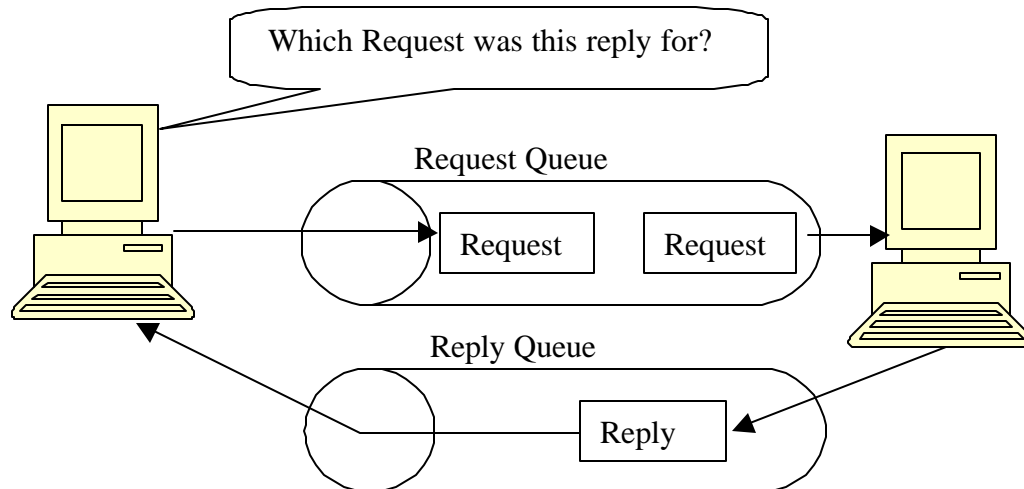 Which Request was this reply for?
Request Queue
Request
Request
Reply Queue
Reply